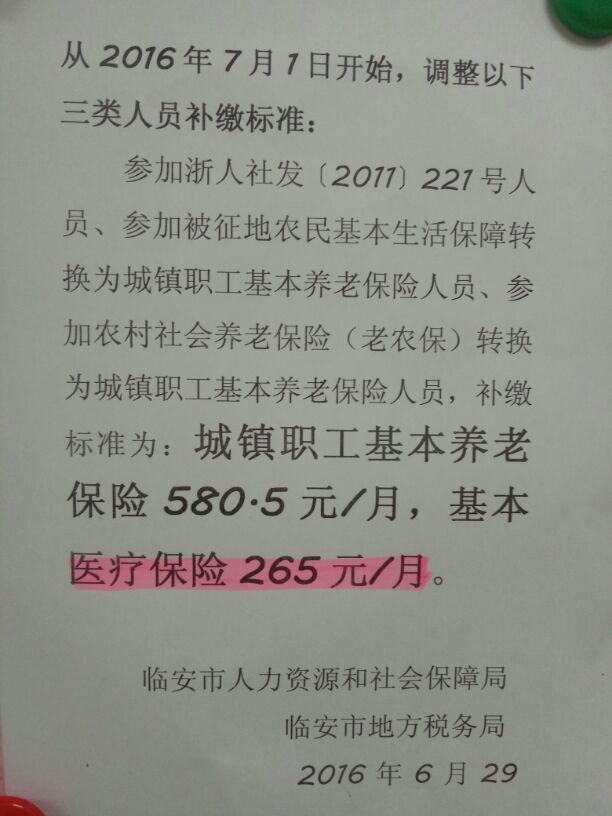 从 2016 年 7 月 1 日开始，调整以下
三类人员补缴标准：
参加浙人社发〔2011〕221 号人
员、参加被征地农民基本生活保障转
换为城镇职工基本养老保险人员、参
加农村社会养老保险（老农保）转换
为城镇职工基本养老保险人员，补缴
标准为：城镇职工基本养老
保险 580.5 元/月，基本
医疗保险 265 元/月。
临安市人力资源和社会保障局
临安市地方税务局
2016 年 6 月 29